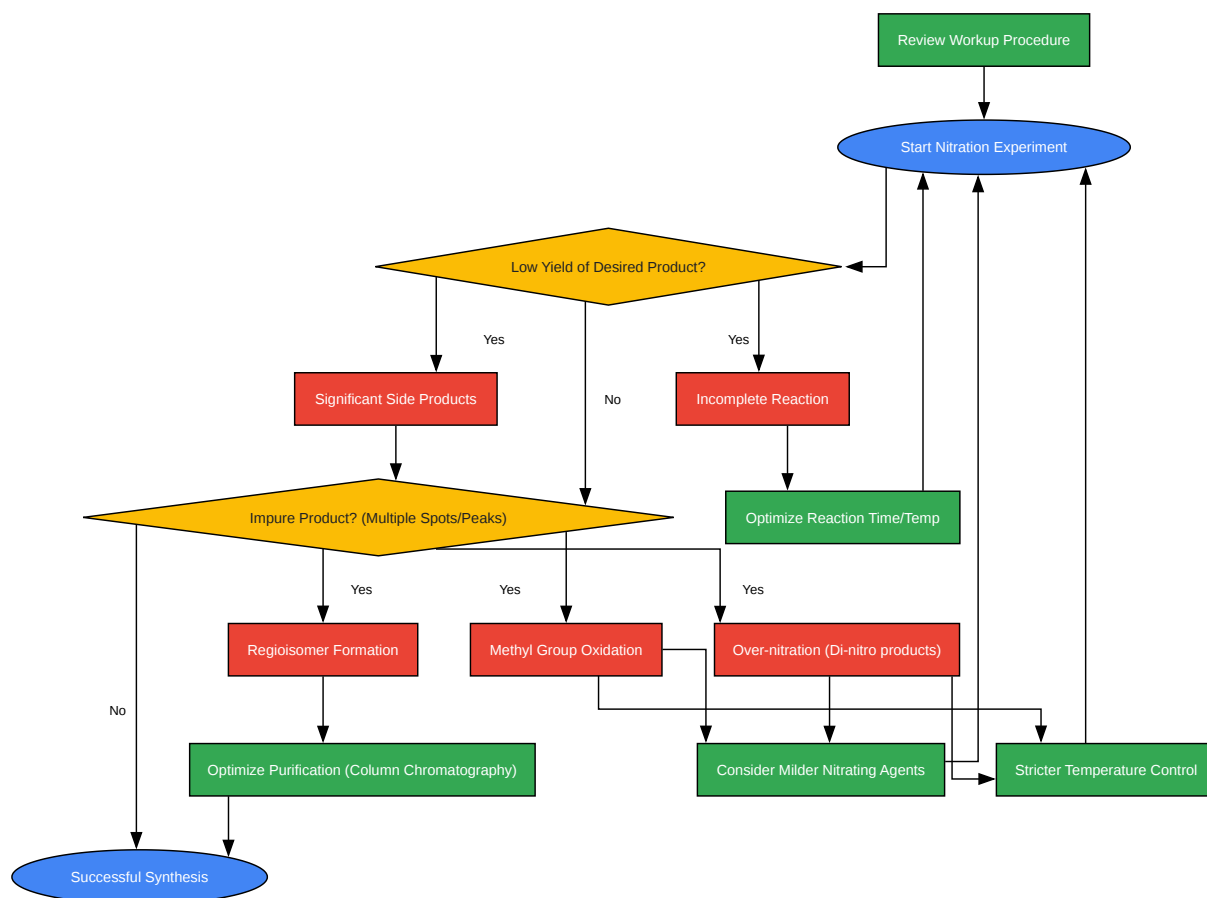 Review Workup Procedure
Start Nitration Experiment
Low Yield of Desired Product?
Yes
Yes
No
Significant Side Products
Incomplete Reaction
Impure Product? (Multiple Spots/Peaks)
Optimize Reaction Time/Temp
Yes
Yes
Yes
Regioisomer Formation
Methyl Group Oxidation
Over-nitration (Di-nitro products)
No
Optimize Purification (Column Chromatography)
Consider Milder Nitrating Agents
Stricter Temperature Control
Successful Synthesis